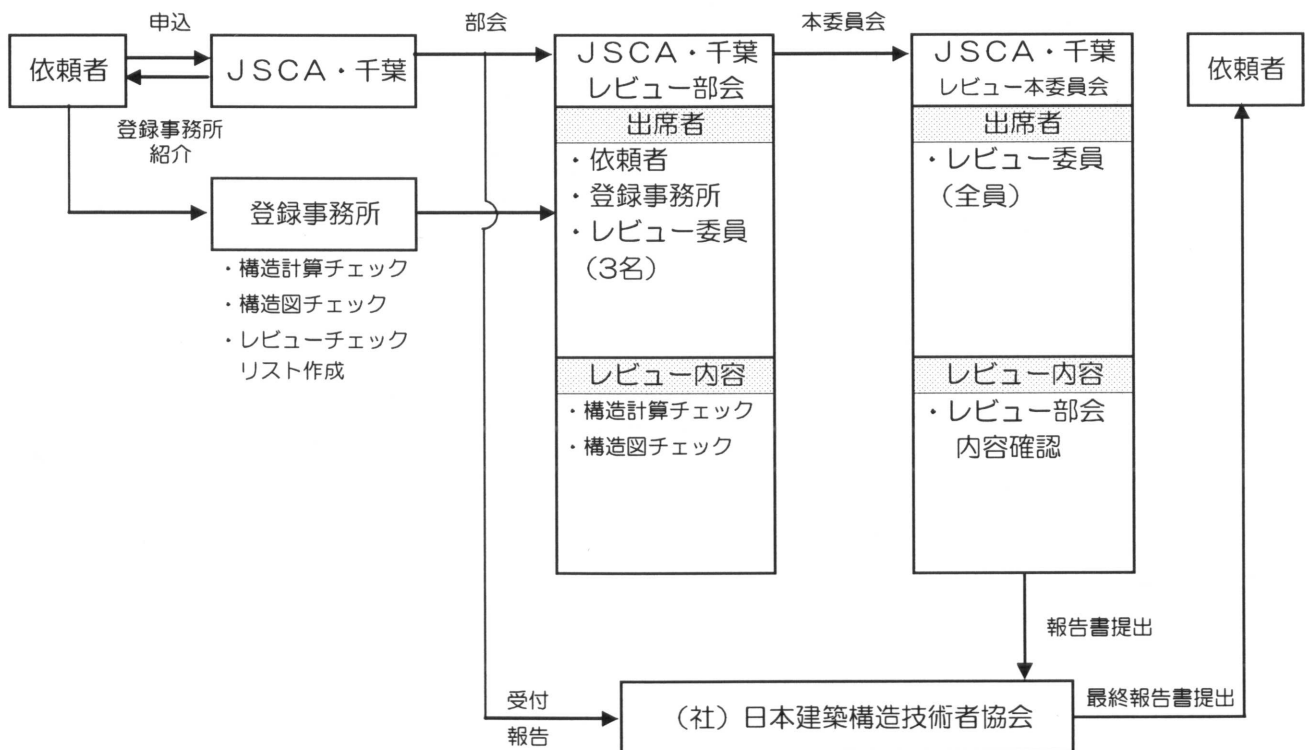 申込
部会
本委員会
依頼者
JSCA・千葉
JSCA・千葉
レビュー部会
JSCA・千葉
レビュー本委員会
依頼者
登録事務所
紹介
出席者
・依頼者
・登録事務所
・レビュー委員
(3名)
出席者
・レビュー委員
(全員)
登録事務所
・構造計算チェック
・構造図チェック
・レビューチェック
リスト作成
レビュー内容
・構造計算チェック
・構造図チェック
レビュー内容
・レビュー部会
内容確認
報告書提出
受付
報告
(社)日本建築構造技術者協会
最終報告書提出